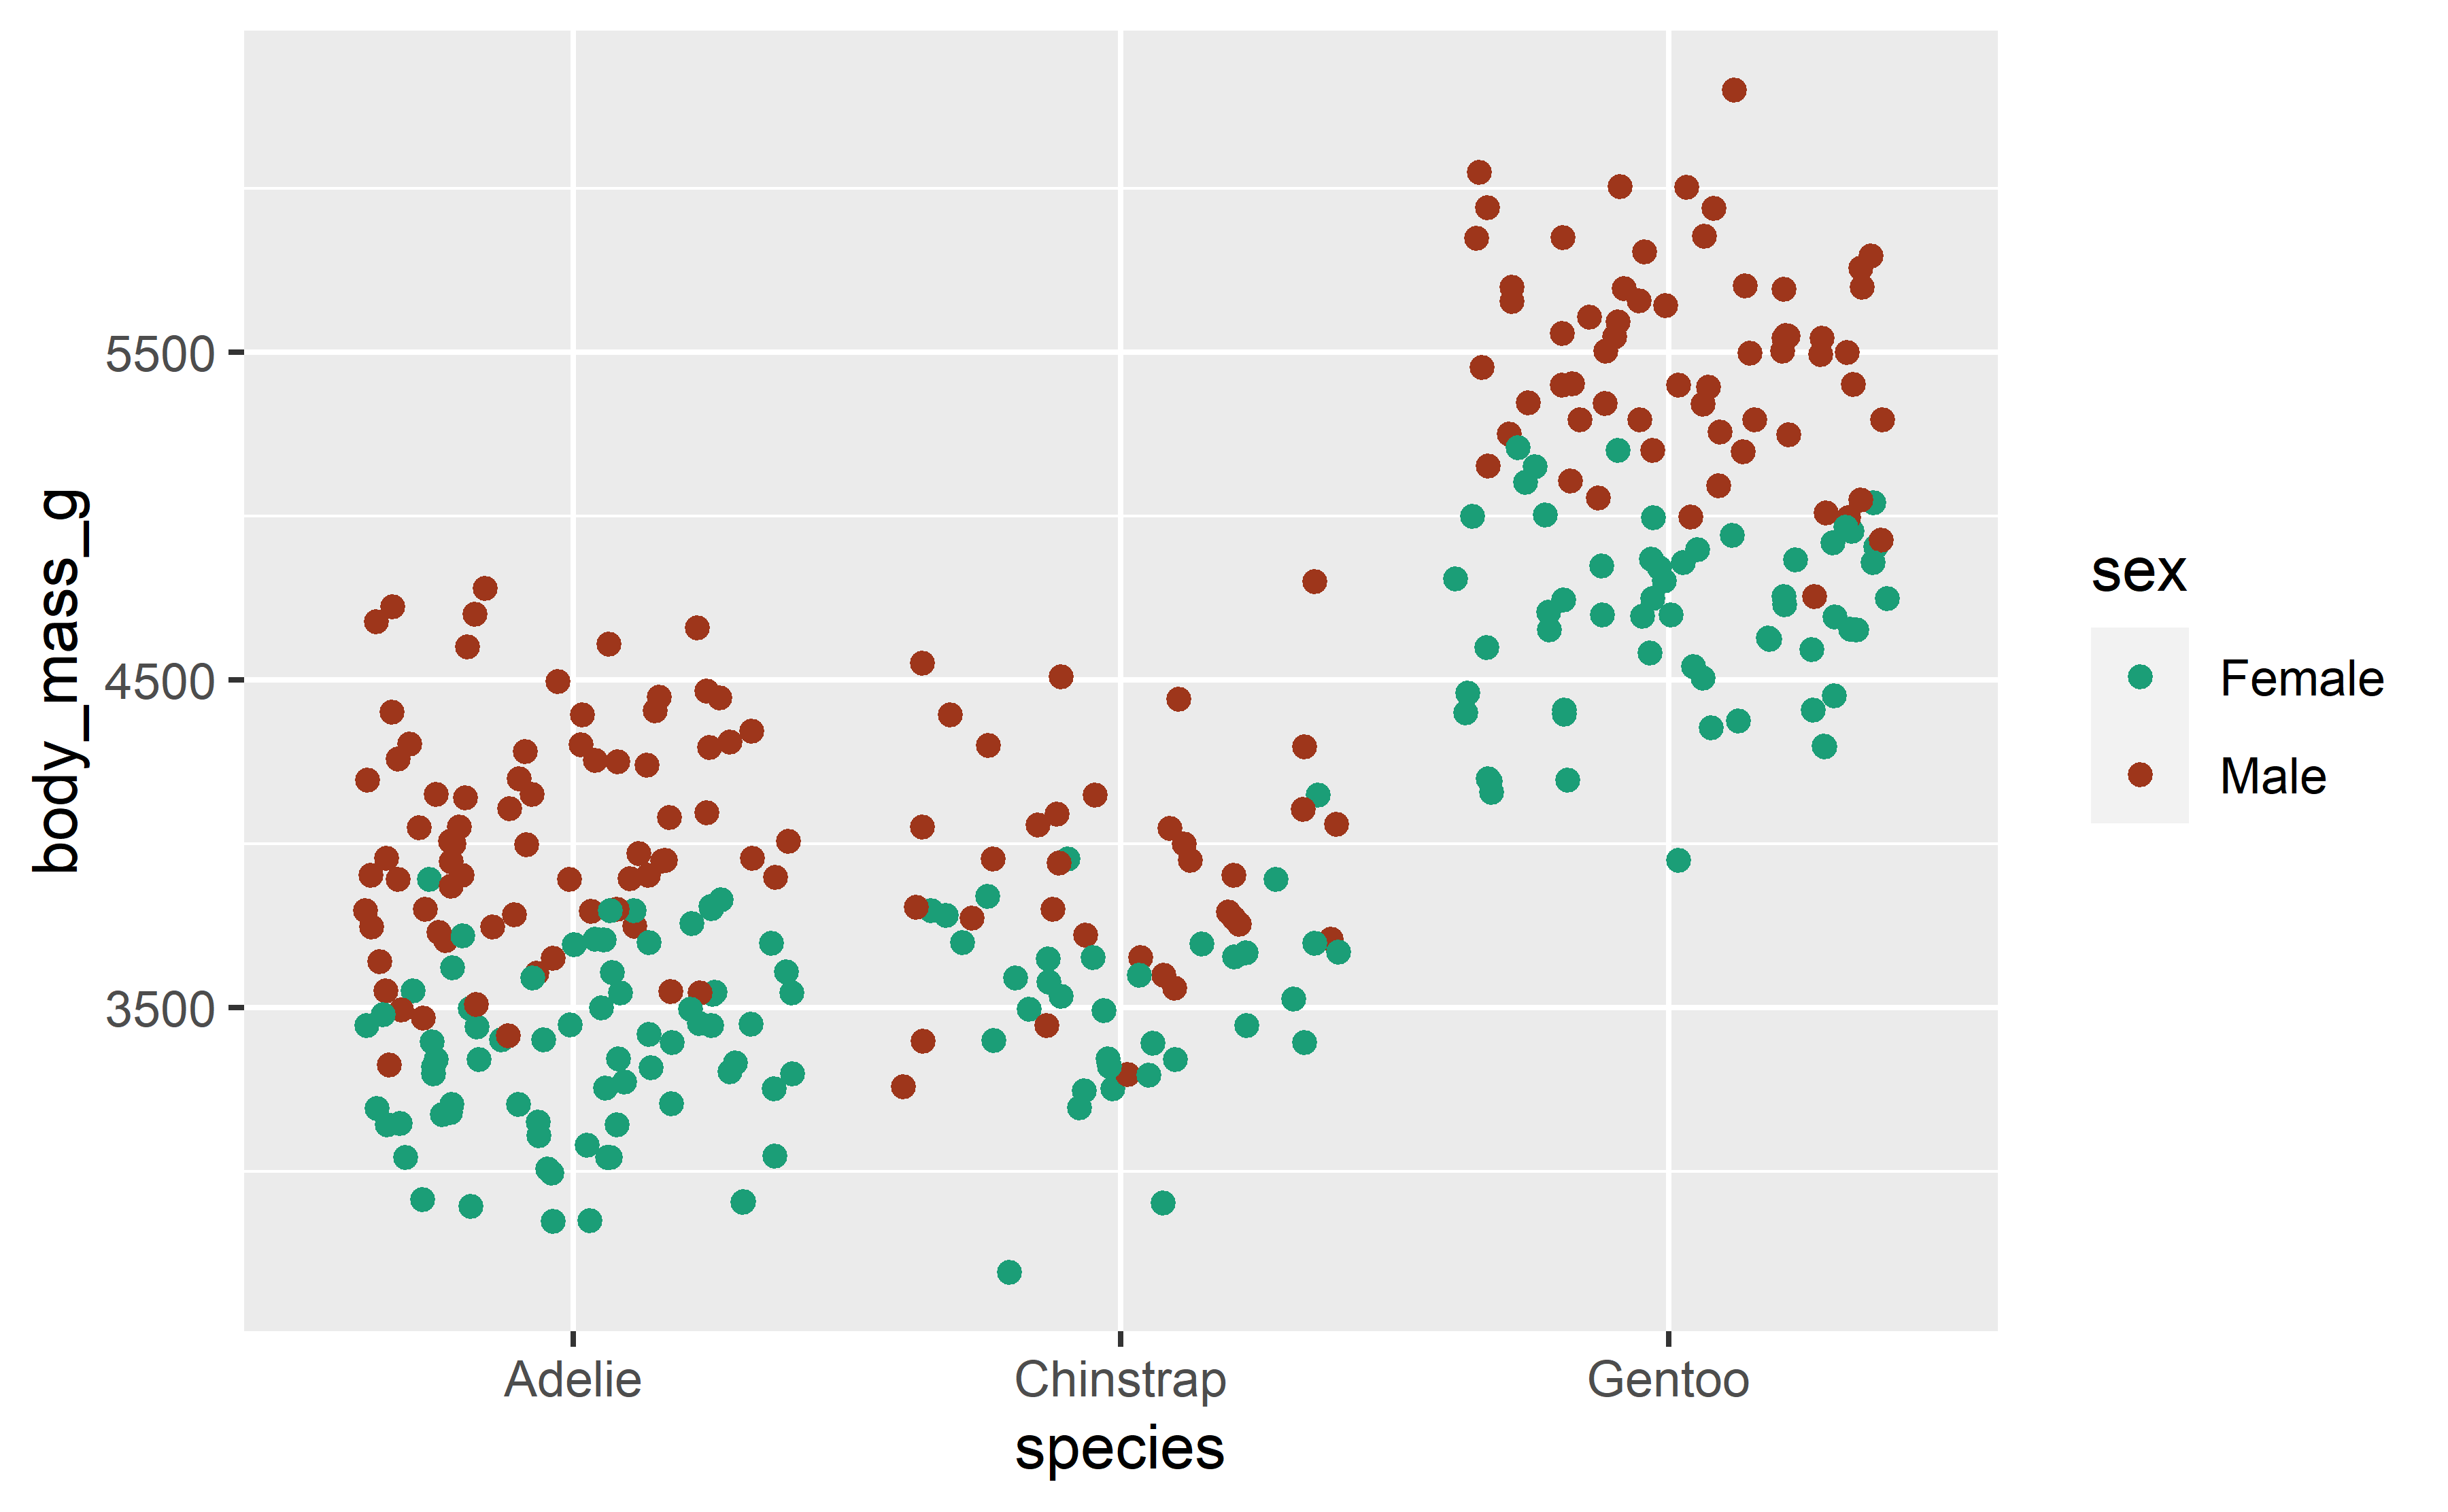 body_mass_g
5500
4500
3500
Adelie Chinstrap Gentoo
species
sex
Female
Male